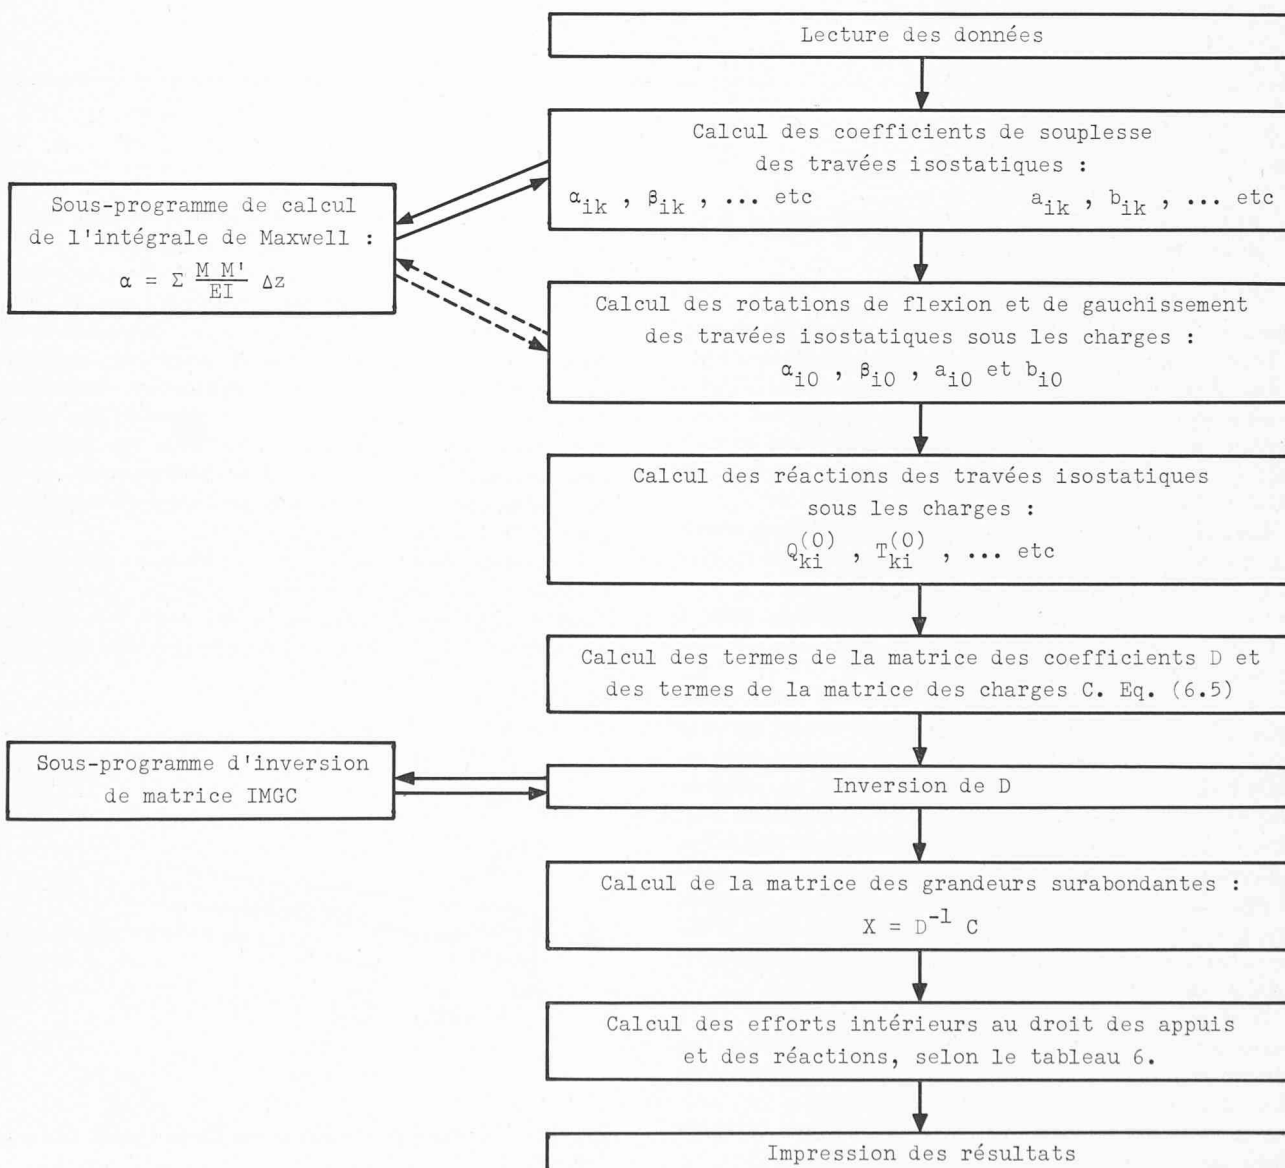 Lecture des données
Calcul des coefficients de souplesse
des travées isostatiques :
α_ik , β_ik , ... etc a_ik , b_ik , ... etc
Sous-programme de calcul
de l'intégrale de Maxwell :
α = Σ M M' / EI Δz
Calcul des rotations de flexion et de gauchissement
des travées isostatiques sous les charges :
α_i0 , β_i0 , a_i0 et b_i0
Calcul des réactions des travées isostatiques
sous les charges :
Q_ki^(0) , T_ki^(0) , ... etc
Calcul des termes de la matrice des coefficients D et
des termes de la matrice des charges C. Eq. (6.5)
Sous-programme d'inversion
de matrice IMGC
Inversion de D
Calcul de la matrice des grandeurs surabondantes :
X = D^-1 C
Calcul des efforts intérieurs au droit des appuis
et des réactions, selon le tableau 6.
Impression des résultats